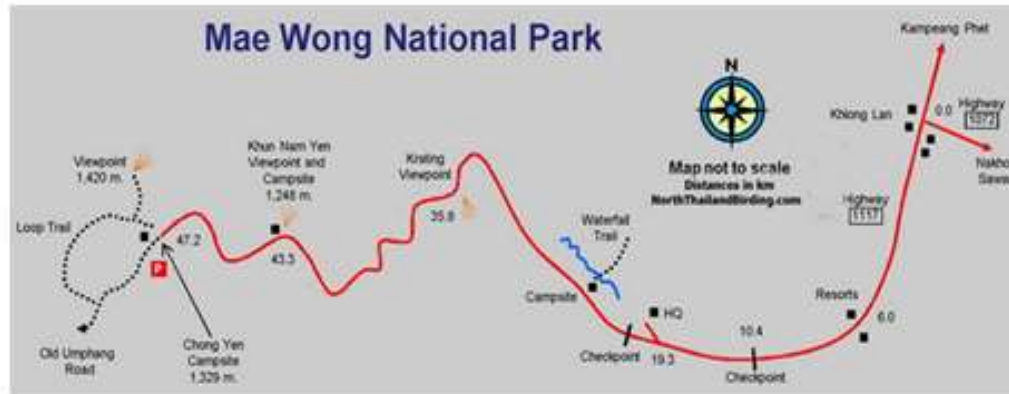 Mae Wong National Park
Kampeang Phet
N
Khlong Lan
0.0
Highway
1072
Nakho
Sawa
Map not to scale
Distances in km
NorthThailandBirding.com
Highway
1117
Viewpoint
1,420 m.
Khun Nam Yen
Viewpoint and
Campsite
1,248 m.
Krating
Viewpoint
35.8
Loop Trail
47.2
43.3
P
Waterfall
Trail
Campsite
HQ
Resorts
6.0
10.4
19.3
Checkpoint
Checkpoint
Old Umphang
Road
Chong Yen
Campsite
1,329 m.